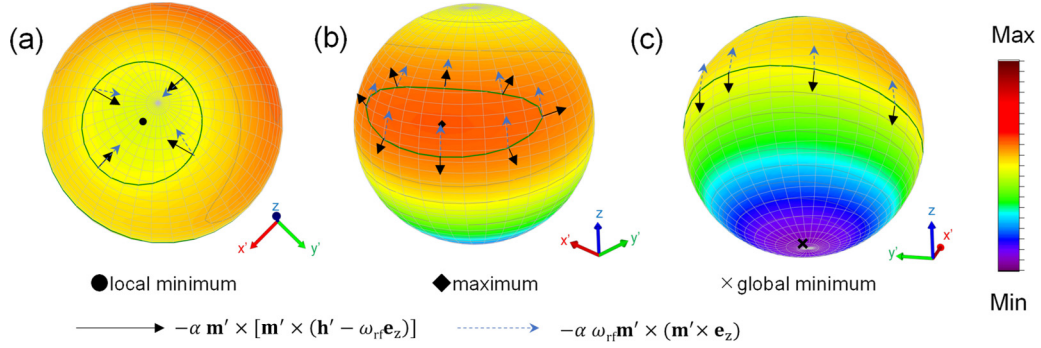 (a) (b) (c) Max
z x' y'
z x' y'
z y' x'
●local minimum ◆maximum ×global minimum Min
−α m′ × [m′ × (h′ − ω_rf e_z)] −α ω_rf m′ × (m′ × e_z)